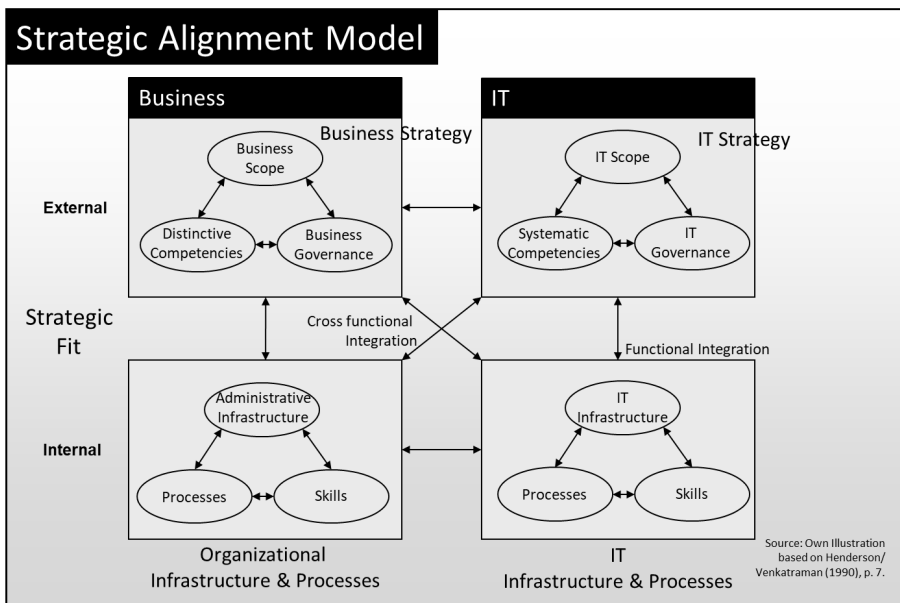 Strategic Alignment Model
Business
IT
Business Strategy
IT Strategy
Business
Scope
IT Scope
External
Distinctive
Competencies
Business
Governance
Systematic
Competencies
IT
Governance
Strategic
Fit
Cross functional
Integration
Functional Integration
Administrative
Infrastructure
IT
Infrastructure
Internal
Processes
Skills
Processes
Skills
Organizational
Infrastructure & Processes
IT
Infrastructure & Processes
Source: Own Illustration
based on Henderson/
Venkatraman (1990), p. 7.